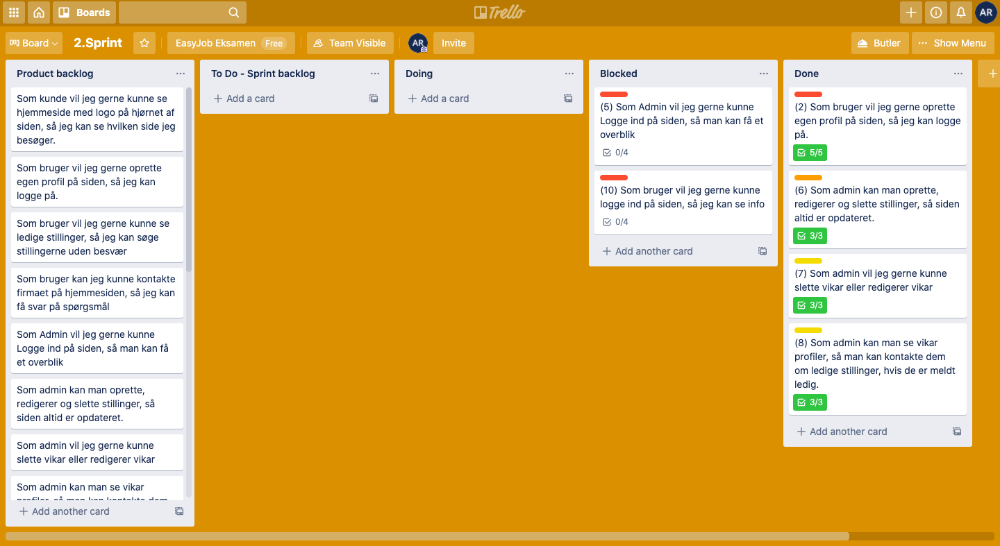 Boards
Trello
Board
2.Sprint
EasyJob Eksamen Free
Team Visible
AR
Invite
Butler
Show Menu
AR
Product backlog
Som kunde vil jeg gerne kunne se
hjemmeside med logo på hjørnet af
siden, så jeg kan se hvilken side jeg
besøger.
Som bruger vil jeg gerne oprette
egen profil på siden, så jeg kan
logge på.
Som bruger vil jeg gerne kunne se
ledige stillinger, så jeg kan søge
stillingerne uden besvær
Som bruger kan jeg kunne kontakte
firmaet på hjemmesiden, så jeg kan
få svar på spørgsmål
Som Admin vil jeg gerne kunne
Logge ind på siden, så man kan få
et overblik
Som admin kan man oprette,
redigerer og slette stillinger, så
siden altid er opdateret.
Som admin vil jeg gerne kunne
slette vikar eller redigerer vikar
Som admin kan man se vikar
profiler, så man kan kontakte dem
Add another card
To Do - Sprint backlog
Add a card
Doing
Add a card
Blocked
(5) Som Admin vil jeg gerne kunne
Logge ind på siden, så man kan få et
overblik
0/4
(10) Som bruger vil jeg gerne kunne
logge ind på siden, så jeg kan se info
0/4
Add another card
Done
(2) Som bruger vil jeg gerne oprette
egen profil på siden, så jeg kan logge
på.
5/5
(6) Som admin kan man oprette,
redigerer og slette stillinger, så siden
altid er opdateret.
3/3
(7) Som admin vil jeg gerne kunne
slette vikar eller redigerer vikar
3/3
(8) Som admin kan man se vikar
profiler, så man kan kontakte dem
om ledige stillinger, hvis de er meldt
ledig.
3/3
Add another card